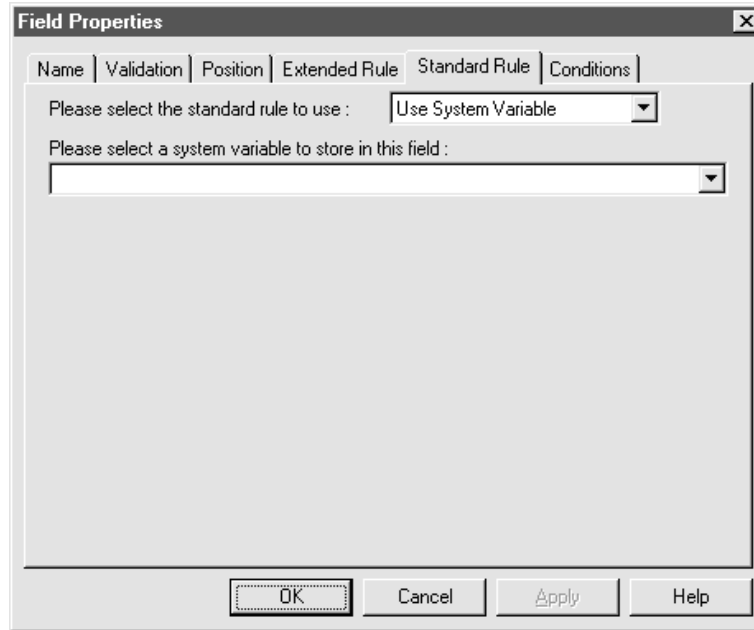 Field Properties
Name Validation Position Extended Rule Standard Rule Conditions
Please select the standard rule to use : Use System Variable
Please select a system variable to store in this field :
OK Cancel Apply Help